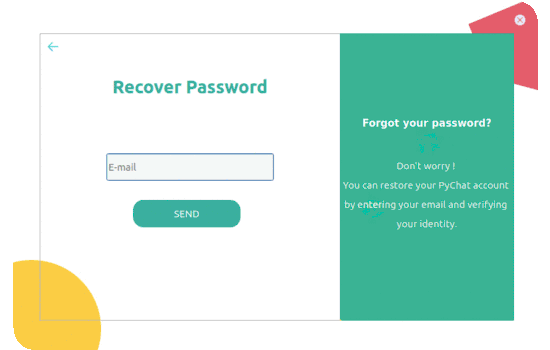 Recover Password
E-mail
SEND
Forgot your password?
Don't worry !
You can restore your PyChat account
by entering your email and verifying
your identity.